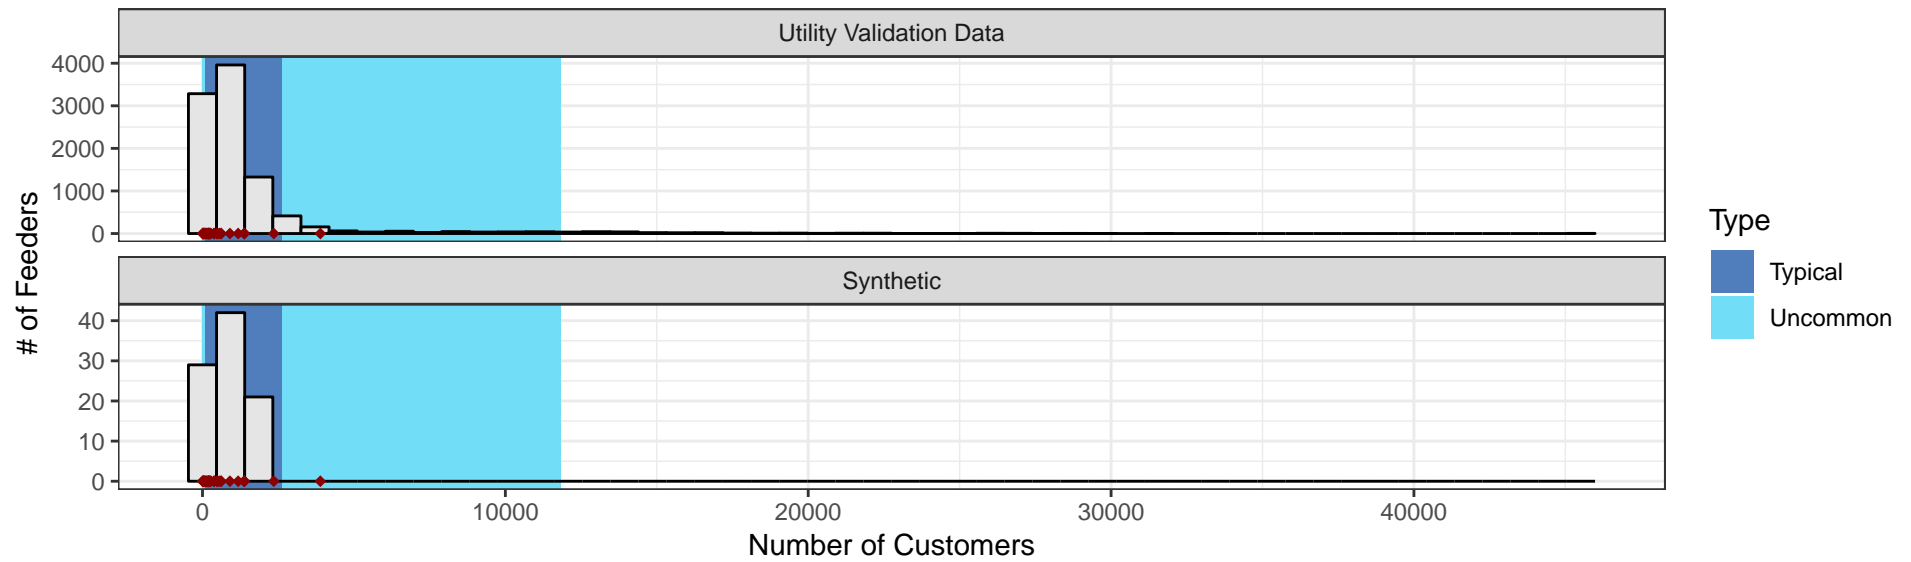 Utility Validation Data
4000
3000
2000
1000
0
Synthetic
40
30
20
10
0
# of Feeders
0 10000 20000 30000 40000
Number of Customers
Type
Typical
Uncommon